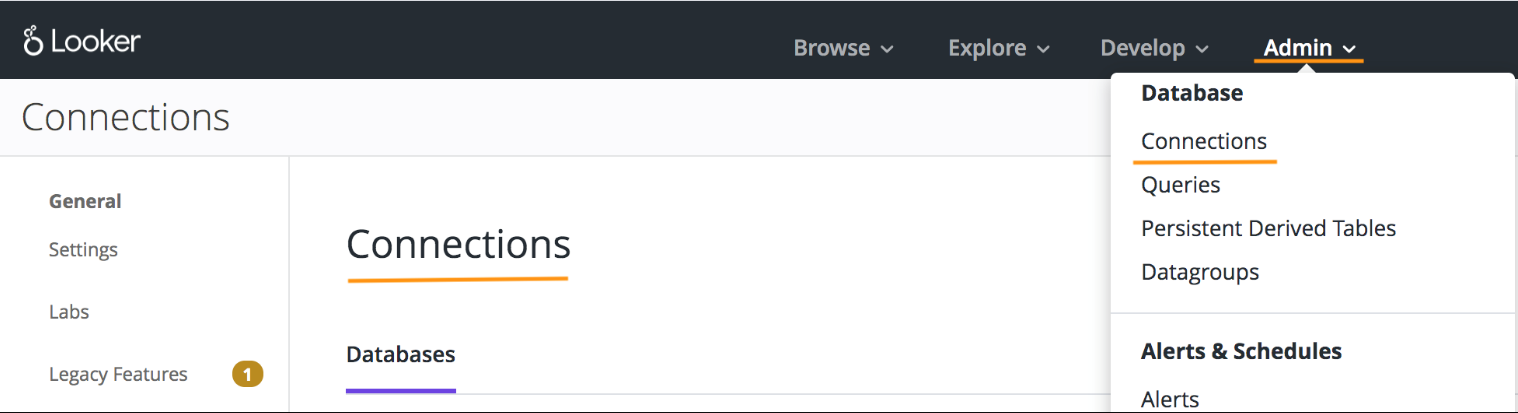 Looker
Browse
Explore
Develop
Admin
Connections
General
Settings
Labs
Legacy Features 1
Connections
Databases
Database
Connections
Queries
Persistent Derived Tables
Datagroups
Alerts & Schedules
Alerts